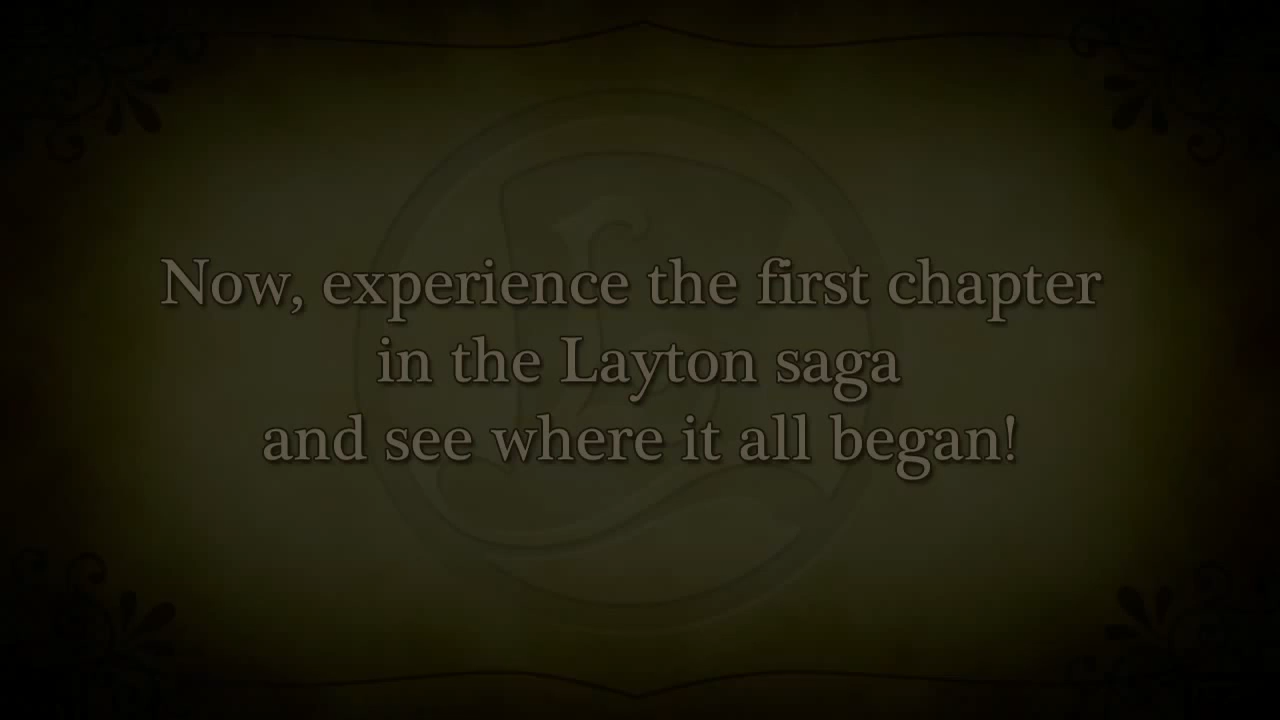 Now, experience the first chapter
in the Layton saga
and see where it all began!